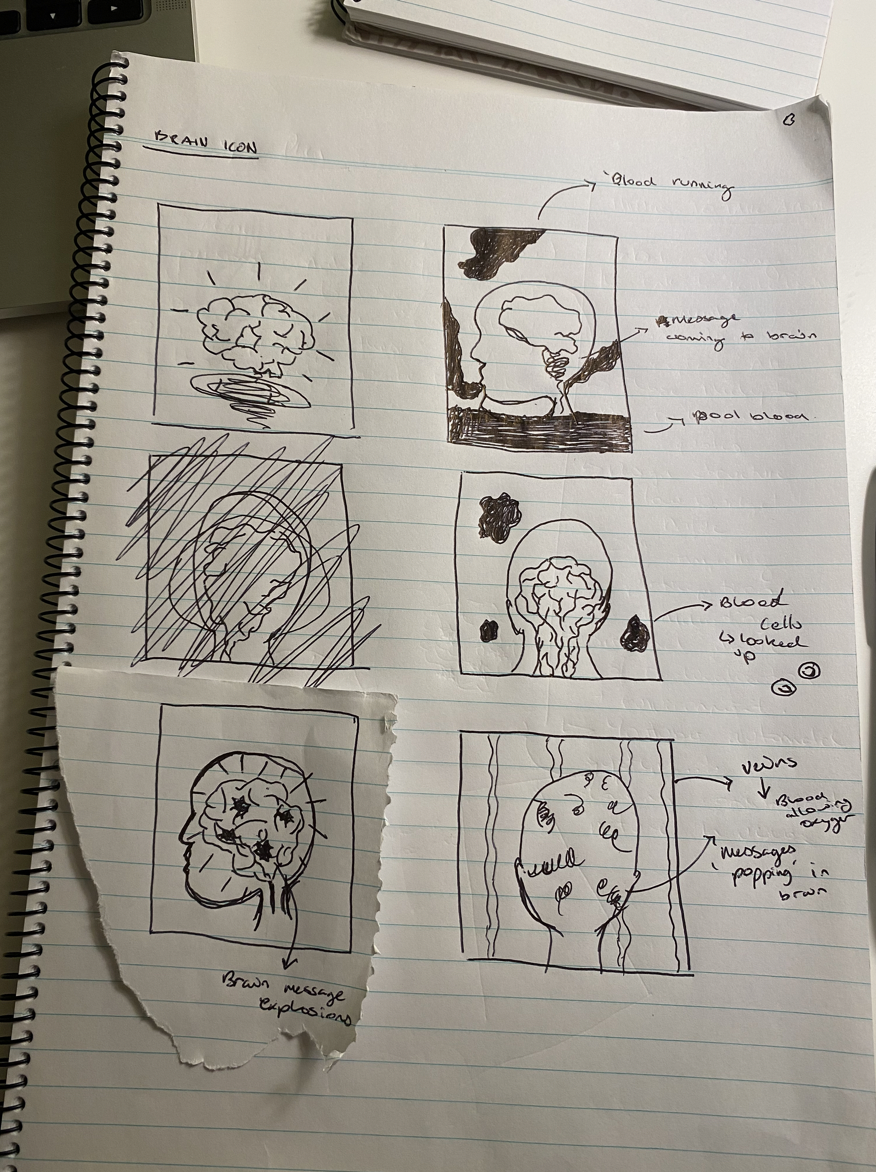 BRAIN ICON
B
'Blood running
message
coming to brain
pool blood.
Blood
cells
↳ looked
up
Brain message
explosions
veins
Blood
allowing
oxygen
'messages
'popping' in
brain